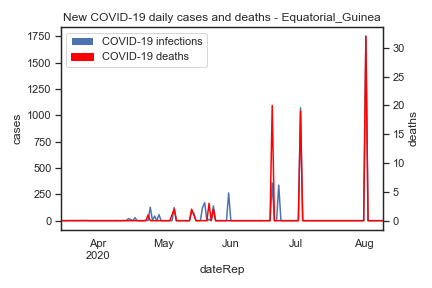 New COVID-19 daily cases and deaths - Equatorial_Guinea
COVID-19 infections
COVID-19 deaths
1750
1500
1250
1000
750
500
250
0
cases
30
25
20
15
10
5
0
deaths
Apr
2020
May
Jun
Jul
Aug
dateRep